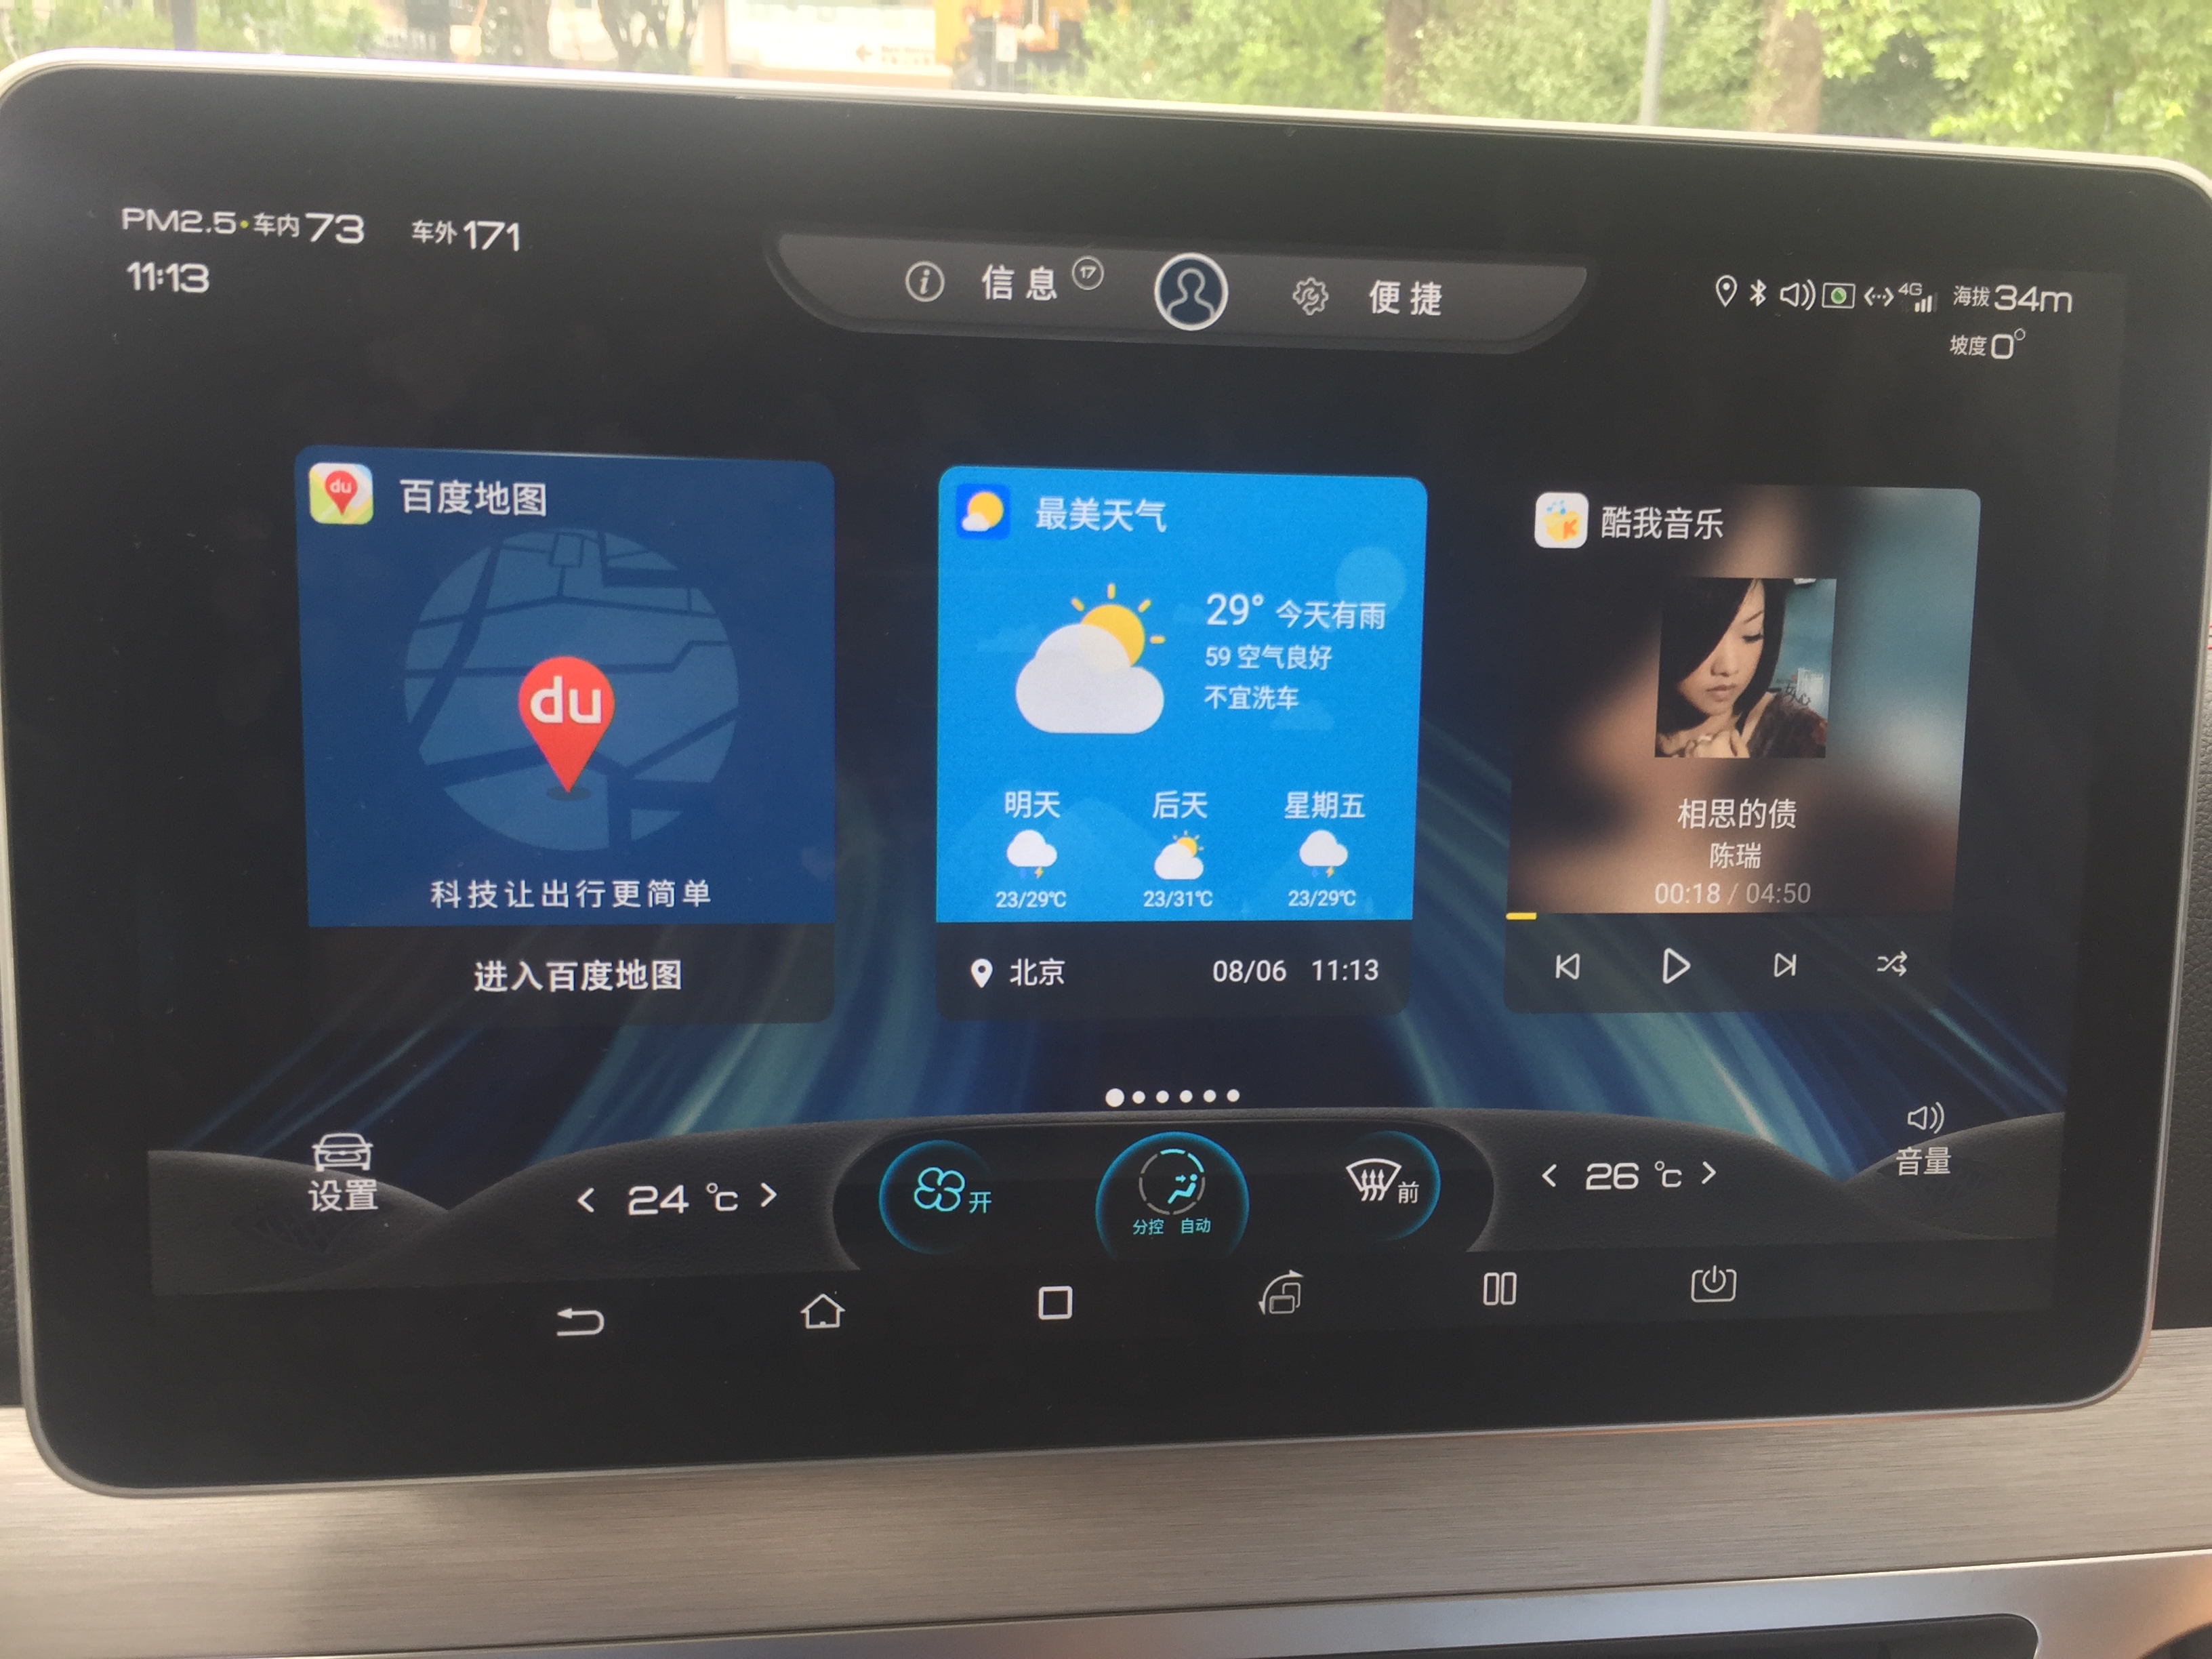 PM2.5•车内73 车外171
11:13
信息 17 便捷
4G 海拔34m
坡度0°
du 百度地图
du
科技让出行更简单
进入百度地图
最美天气
29° 今天有雨
59 空气良好
不宜洗车
明天 后天 星期五
23/29℃ 23/31℃ 23/29℃
北京 08/06 11:13
酷我音乐
相思的债
陈瑞
00:18 / 04:50
设置
24℃
开
分控 自动
前
26℃
音量